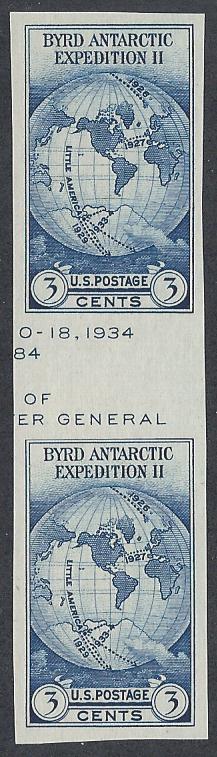 BYRD ANTARCTIC
EXPEDITION II
1926
1927
LITTLE AMERICA
1929
U.S. POSTAGE
3 CENTS 3
0-18, 1934
84
OF
ER GENERAL
BYRD ANTARCTIC
EXPEDITION II
1926
1927
LITTLE AMERICA
U.S. POSTAGE
3 CENTS 3